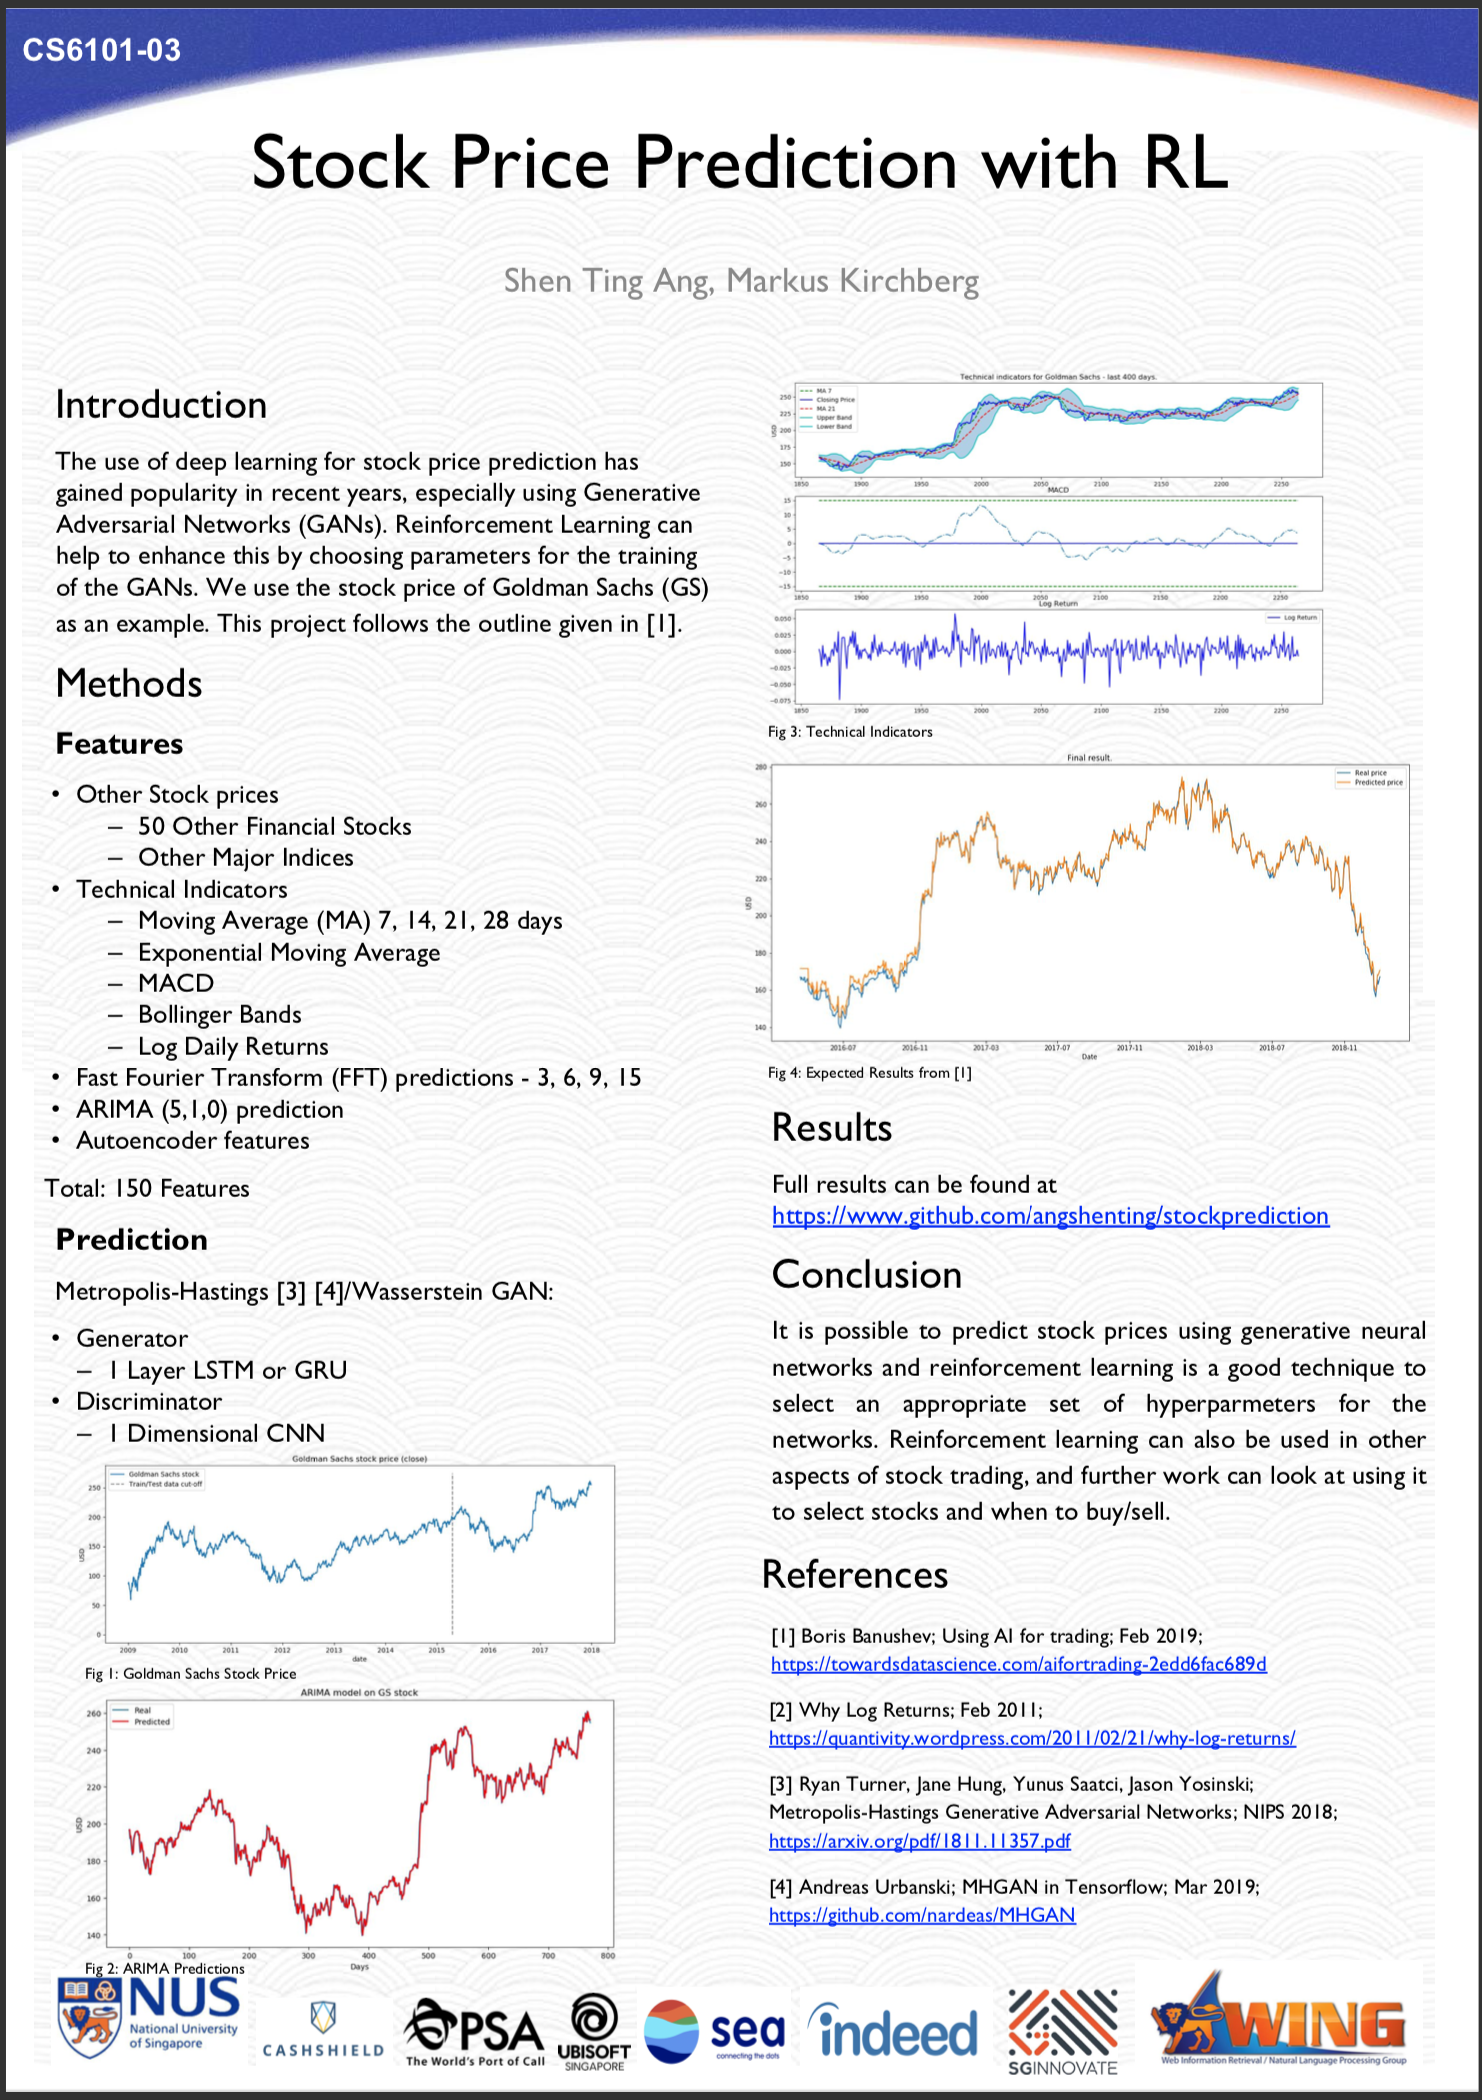 CS6101-03
Stock Price Prediction with RL
Shen Ting Ang, Markus Kirchberg
Introduction
The use of deep learning for stock price prediction has
gained popularity in recent years, especially using Generative
Adversarial Networks (GANs). Reinforcement Learning can
help to enhance this by choosing parameters for the training
of the GANs. We use the stock price of Goldman Sachs (GS)
as an example. This project follows the outline given in [1].
Methods
Features
• Other Stock prices
– 50 Other Financial Stocks
– Other Major Indices
• Technical Indicators
– Moving Average (MA) 7, 14, 21, 28 days
– Exponential Moving Average
– MACD
– Bollinger Bands
– Log Daily Returns
• Fast Fourier Transform (FFT) predictions - 3, 6, 9, 15
• ARIMA (5,1,0) prediction
• Autoencoder features
Total: 150 Features
Prediction
Metropolis-Hastings [3] [4]/Wasserstein GAN:
• Generator
– 1 Layer LSTM or GRU
• Discriminator
– 1 Dimensional CNN
Goldman Sachs stock price (close)
Goldman Sachs stock
Train/Test data cut-off
250
200
150
100
50
0
USD
2009 2010 2011 2012 2013 2014 2015 2016 2017 2018
date
Fig 1: Goldman Sachs Stock Price
ARIMA model on GS stock
Real
Predicted
260
240
220
200
180
160
140
USD
0 100 200 300 400 500 600 700 800
Days
Fig 2: ARIMA Predictions
Technical indicators for Goldman Sachs - last 400 days.
MA 7
Closing Price
MA 21
Upper Band
Lower Band
250
225
200
175
150
USD
1850 1900 1950 2000 2050 2100 2150 2200 2250
MACD
15
10
5
0
−5
−10
−15
1850 1900 1950 2000 2050 2100 2150 2200 2250
Log Return
Log Return
0.050
0.025
0.000
−0.025
−0.050
−0.075
1850 1900 1950 2000 2050 2100 2150 2200 2250
Fig 3: Technical Indicators
Final result.
Real price
Predicted price
280
260
240
220
200
180
160
140
USD
2016-07 2016-11 2017-03 2017-07 2017-11 2018-03 2018-07 2018-11
Date
Fig 4: Expected Results from [1]
Results
Full results can be found at
https://www.github.com/angshenting/stockprediction
Conclusion
It is possible to predict stock prices using generative neural
networks and reinforcement learning is a good technique to
select an appropriate set of hyperparmeters for the
networks. Reinforcement learning can also be used in other
aspects of stock trading, and further work can look at using it
to select stocks and when to buy/sell.
References
[1] Boris Banushev; Using AI for trading; Feb 2019;
https://towardsdatascience.com/aifortrading-2edd6fac689d
[2] Why Log Returns; Feb 2011;
https://quantivity.wordpress.com/2011/02/21/why-log-returns/
[3] Ryan Turner, Jane Hung, Yunus Saatci, Jason Yosinski;
Metropolis-Hastings Generative Adversarial Networks; NIPS 2018;
https://arxiv.org/pdf/1811.11357.pdf
[4] Andreas Urbanski; MHGAN in Tensorflow; Mar 2019;
https://github.com/nardeas/MHGAN
NUS
National University
of Singapore
CASHSHIELD
PSA
The World's Port of Call
UBISOFT
SINGAPORE
sea
connecting the dots
indeed
SGINNOVATE
WING
Web Information Retrieval / Natural Language Processing Group